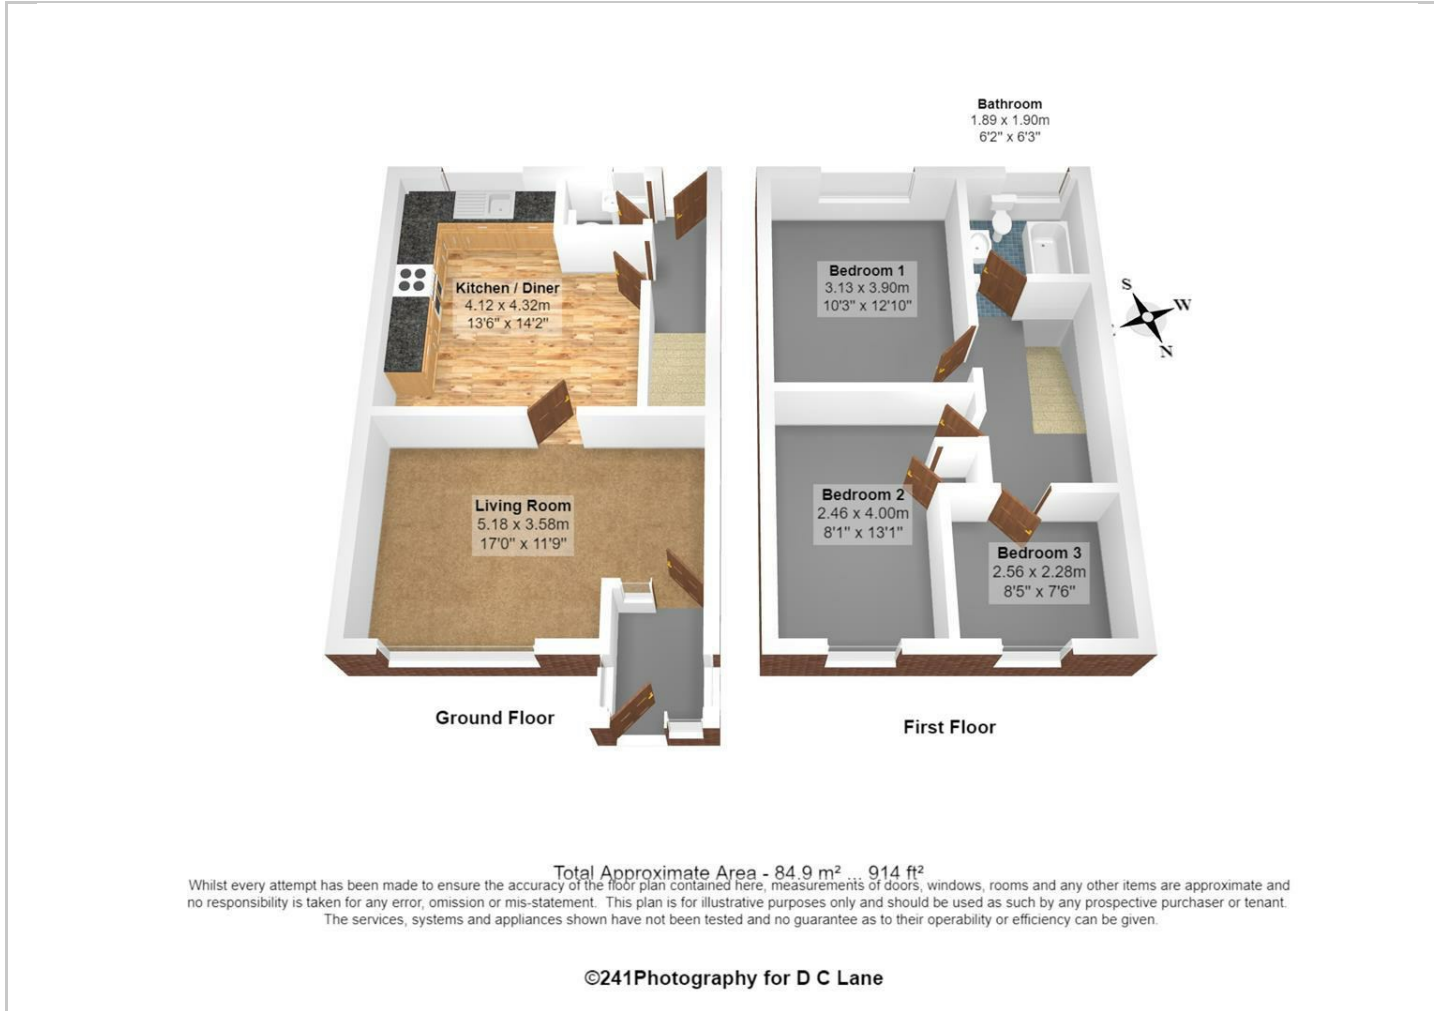 Bathroom
1.89 x 1.90m
6'2" x 6'3"
Kitchen / Diner
4.12 x 4.32m
13'6" x 14'2"
Bedroom 1
3.13 x 3.90m
10'3" x 12'10"
S
W
N
Living Room
5.18 x 3.58m
17'0" x 11'9"
Bedroom 2
2.46 x 4.00m
8'1" x 13'1"
Bedroom 3
2.56 x 2.28m
8'5" x 7'6"
Ground Floor
First Floor
Total Approximate Area - 84.9 m² ... 914 ft²
Whilst every attempt has been made to ensure the accuracy of the floor plan contained here, measurements of doors, windows, rooms and any other items are approximate and
no responsibility is taken for any error, omission or mis-statement. This plan is for illustrative purposes only and should be used as such by any prospective purchaser or tenant.
The services, systems and appliances shown have not been tested and no guarantee as to their operability or efficiency can be given.
©241Photography for D C Lane